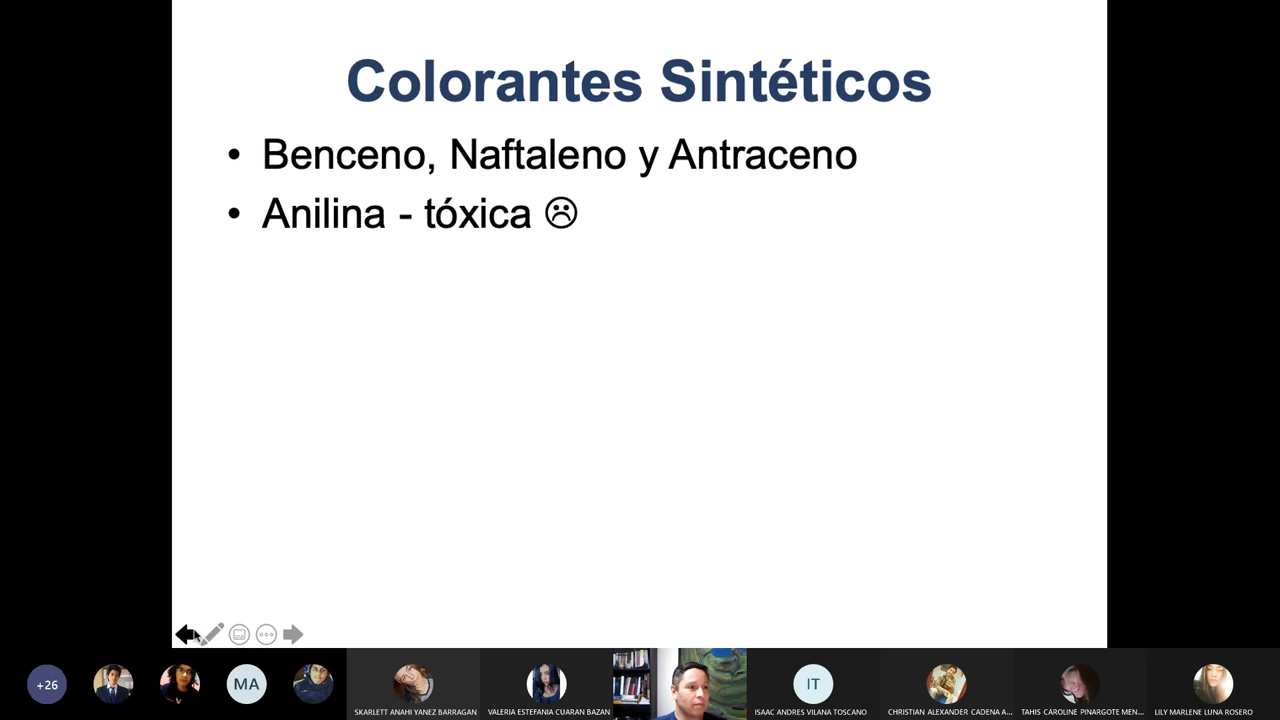 Colorantes Sintéticos
• Benceno, Naftaleno y Antraceno
• Anilina - tóxica ☹
+26
MA
IT
SKARLETT ANAHI YANEZ BARRAGAN
VALERIA ESTEFANIA CUARAN BAZAN
ISAAC ANDRES VILANA TOSCANO
CHRISTIAN ALEXANDER CADENA A...
TAHIS CAROLINE PINARGOTE MEN...
LILY MARLENE LUNA ROSERO